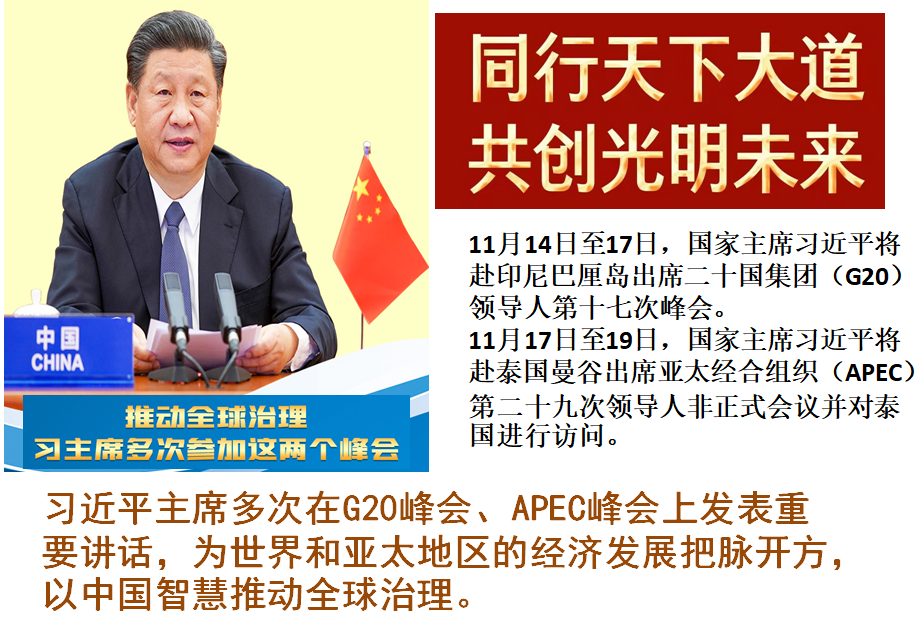 同行天下大道
共创光明未来
11月14日至17日，国家主席习近平将
赴印尼巴厘岛出席二十国集团（G20）
领导人第十七次峰会。
11月17日至19日，国家主席习近平将
赴泰国曼谷出席亚太经合组织（APEC）
第二十九次领导人非正式会议并对泰
国进行访问。
中国
CHINA
推动全球治理
习主席多次参加这两个峰会
习近平主席多次在G20峰会、APEC峰会上发表重
要讲话，为世界和亚太地区的经济发展把脉开方，
以中国智慧推动全球治理。